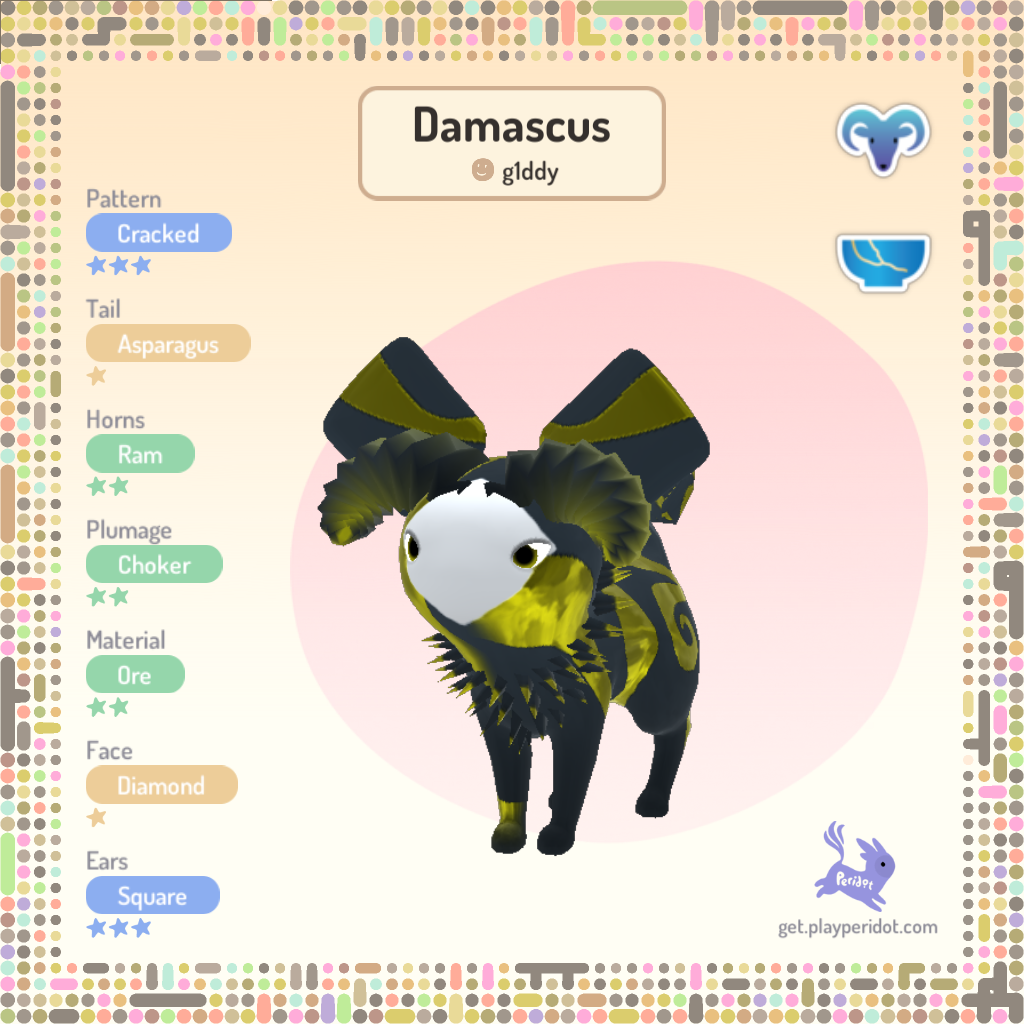 Damascus
g1ddy
Pattern
Cracked
Tail
Asparagus
Horns
Ram
Plumage
Choker
Material
Ore
Face
Diamond
Ears
Square
Peridot
get.playperidot.com